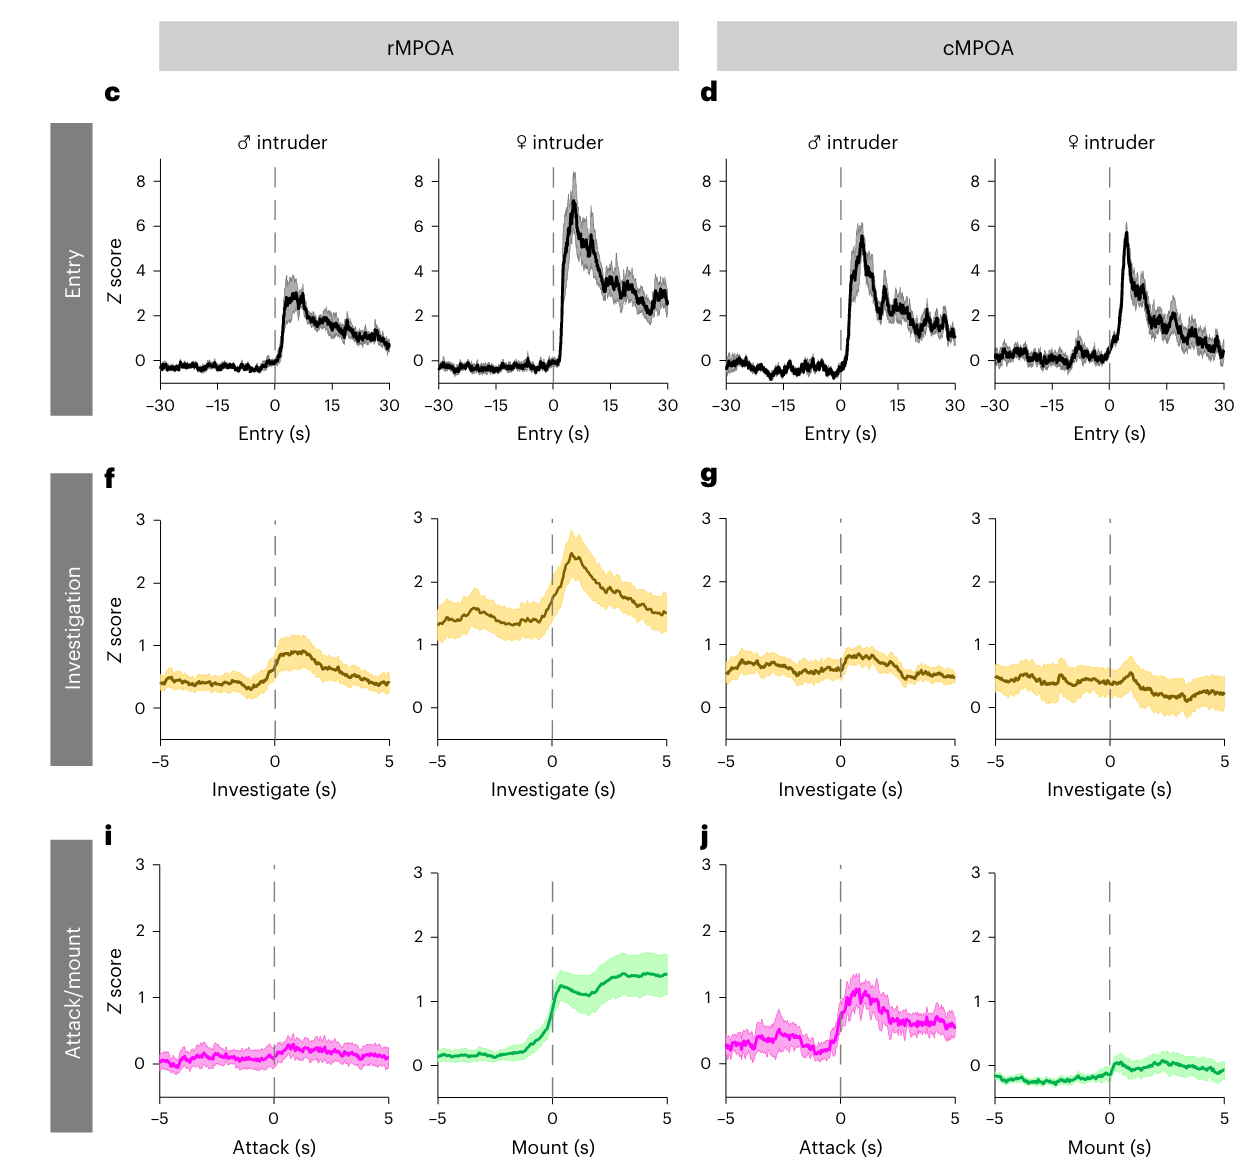 rMPOA
cMPOA
c
d
Entry
♂ intruder
♀ intruder
♂ intruder
♀ intruder
Z score
8
6
4
2
0
8
6
4
2
0
8
6
4
2
0
8
6
4
2
0
−30 −15 0 15 30
−30 −15 0 15 30
−30 −15 0 15 30
−30 −15 0 15 30
Entry (s)
Entry (s)
Entry (s)
Entry (s)
f
g
Investigation
Z score
3
2
1
0
3
2
1
0
3
2
1
0
3
2
1
0
−5 0 5
−5 0 5
−5 0 5
−5 0 5
Investigate (s)
Investigate (s)
Investigate (s)
Investigate (s)
i
j
Attack/mount
Z score
3
2
1
0
3
2
1
0
3
2
1
0
3
2
1
0
−5 0 5
−5 0 5
−5 0 5
−5 0 5
Attack (s)
Mount (s)
Attack (s)
Mount (s)